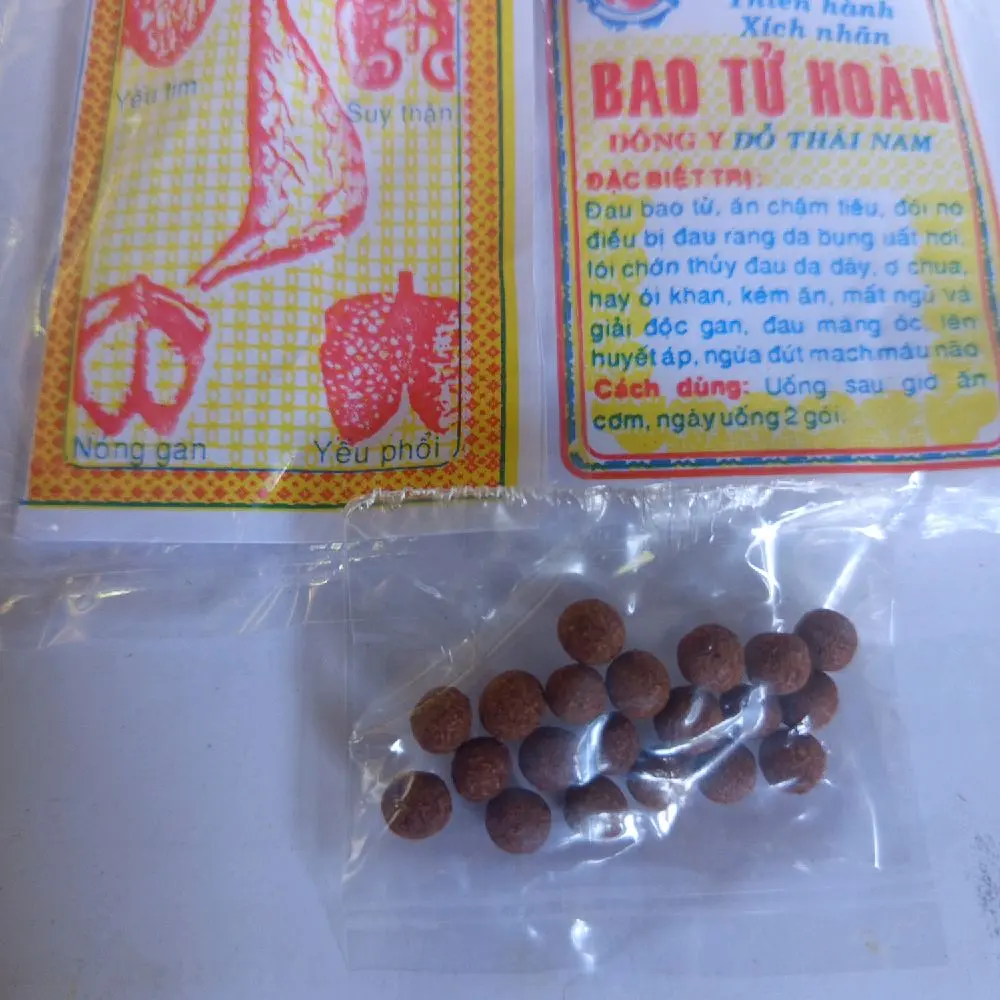 Yếu tim
Suy thận
Nóng gan
Yếu phổi
Thiên hành
Xích nhãn
BAO TỬ HOÀN
ĐÔNG Y ĐỖ THÁI NAM
ĐẶC BIỆT TRỊ:
Đau bao tử, ăn chậm tiêu, đói no
điều bị đau rang da bụng uất hơi,
lói chớn thủy đau dạ dày, ợ chua,
hay ói khan, kém ăn, mất ngủ và
giải độc gan, đau màng óc, lên
huyết áp, ngừa đứt mạch máu não
Cách dùng: Uống sau giờ ăn
cơm, ngày uống 2 gói.